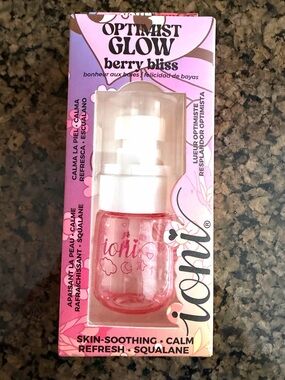 OPTIMIST
GLOW
berry bliss
bonheur aux baies | felicidad de bayas
CALMA LA PIEL • CALMA
REFRESCA • ESCUALANO
APAISANT LA PEAU • CALME
RAFRAÎCHISSANT • SQUALANE
LUEUR OPTIMISTE
RESPLANDOR OPTIMISTA
ioni
ioni®
SKIN-SOOTHING • CALM
REFRESH • SQUALANE